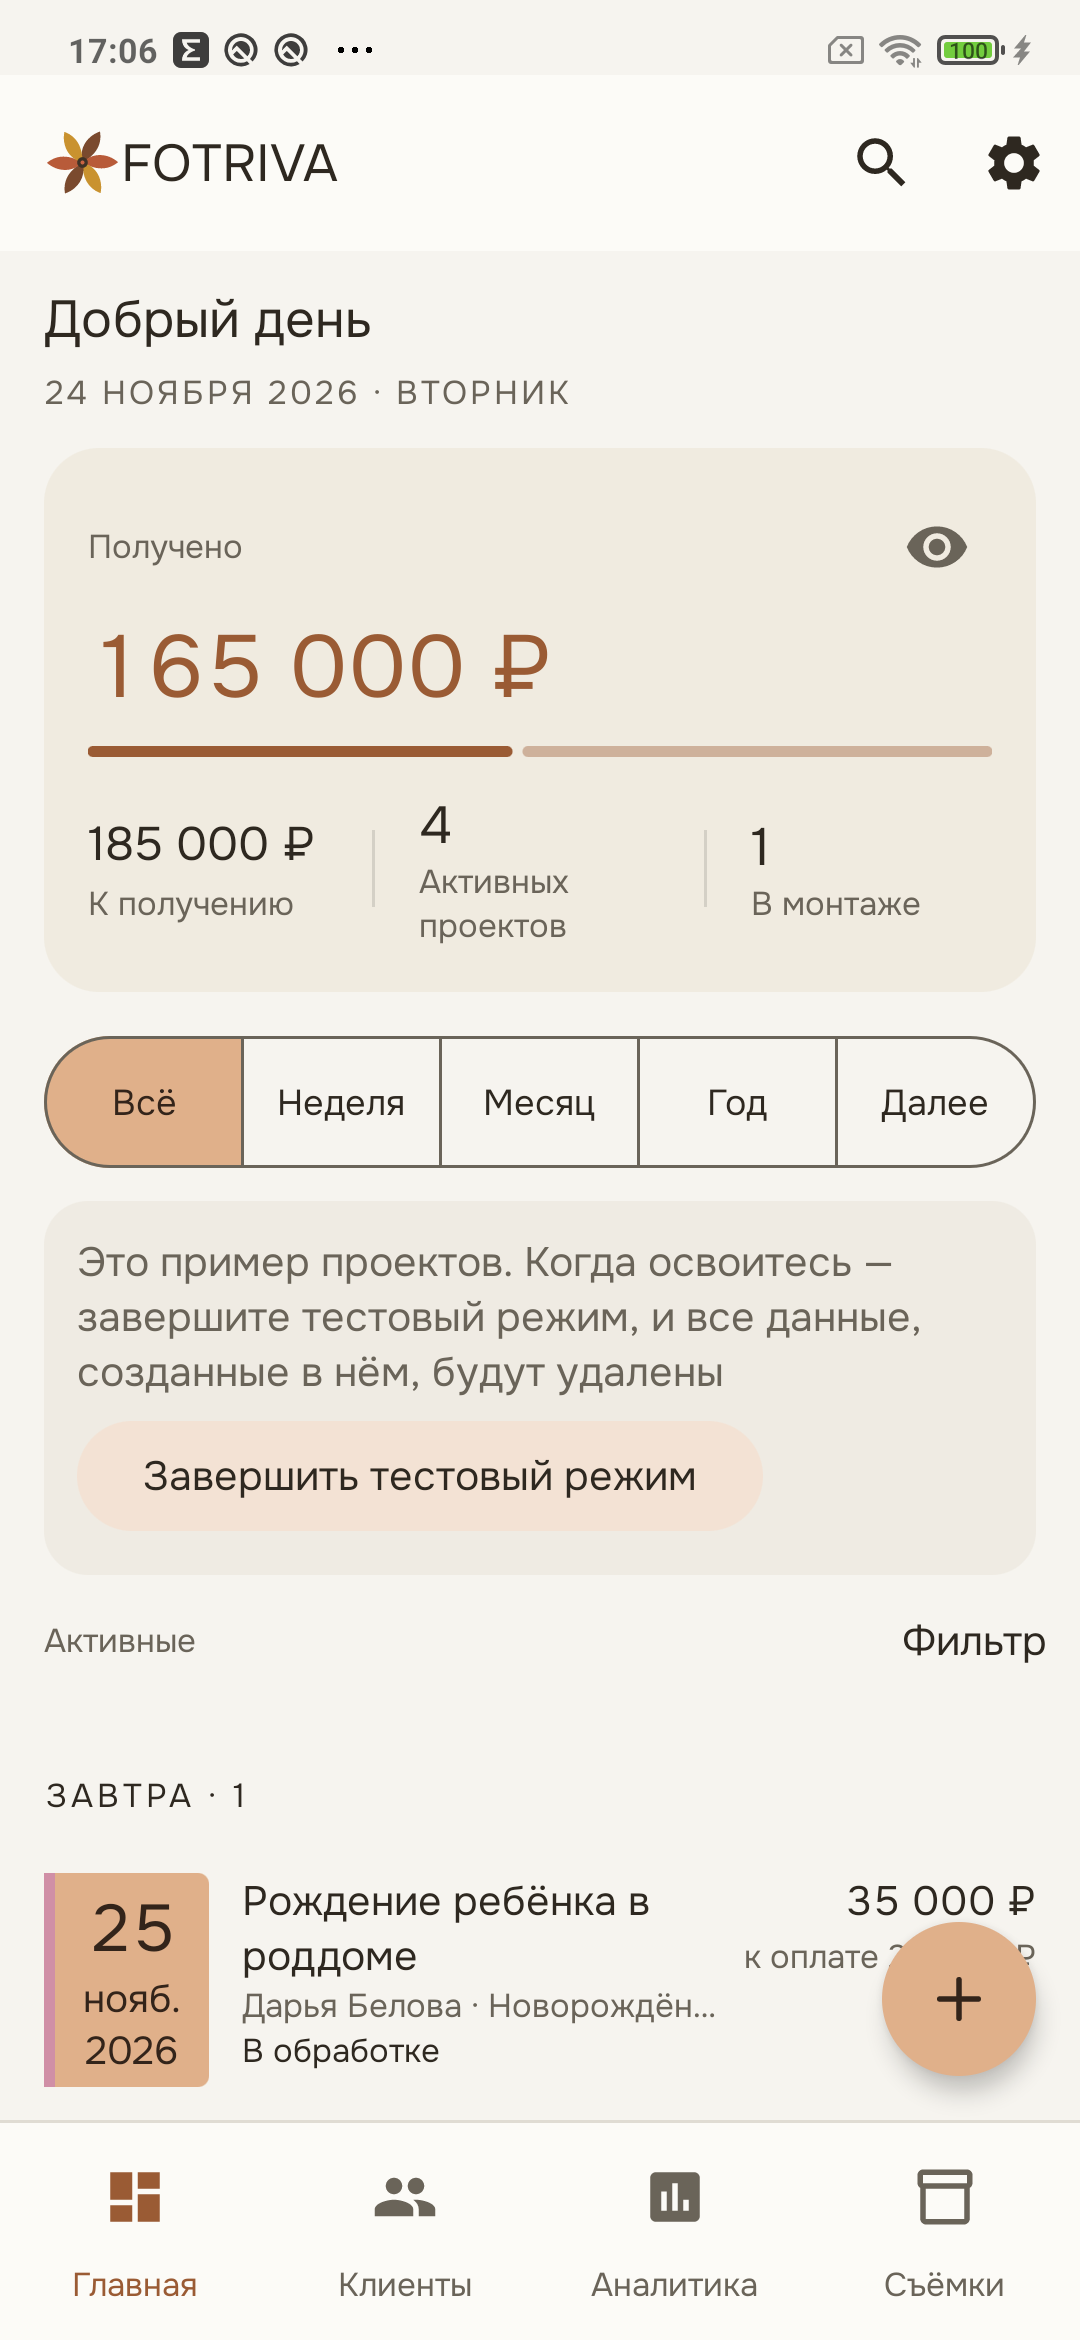 17:06
100
FOTRIVA
Добрый день
24 НОЯБРЯ 2026 · ВТОРНИК
Получено
165 000 ₽
185 000 ₽
К получению
4
Активных
проектов
1
В монтаже
Всё
Неделя
Месяц
Год
Далее
Это пример проектов. Когда освоитесь —
завершите тестовый режим, и все данные,
созданные в нём, будут удалены
Завершить тестовый режим
Активные
Фильтр
ЗАВТРА · 1
25
нояб.
2026
Рождение ребёнка в
роддоме
Дарья Белова · Новорождён...
В обработке
35 000 ₽
к оплате ₽
Главная
Клиенты
Аналитика
Съёмки